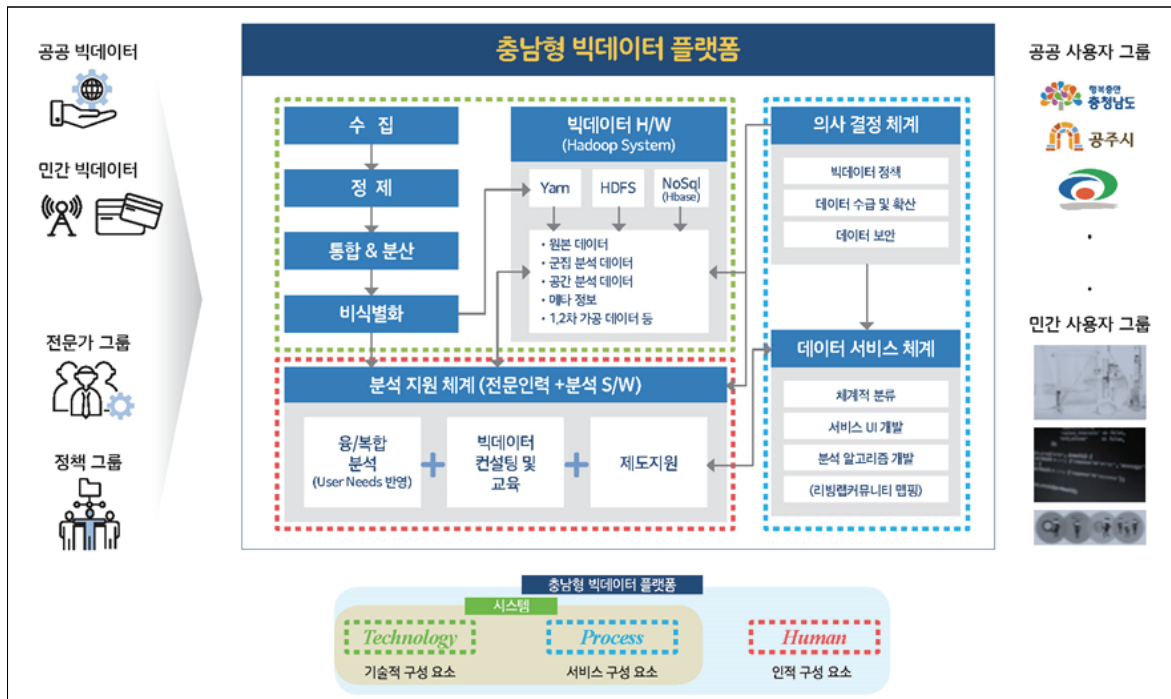 충남형 빅데이터 플랫폼
공공 빅데이터
민간 빅데이터
전문가 그룹
정책 그룹
수 집
정 제
통합 & 분산
비식별화
빅데이터 H/W
(Hadoop System)
Yarn
HDFS
NoSql
(Hbase)
• 원본 데이터
• 군집 분석 데이터
• 공간 분석 데이터
• 메타 정보
• 1,2차 가공 데이터 등
분석 지원 체계 (전문인력 +분석 S/W)
융/복합
분석
(User Needs 반영)
+
빅데이터
컨설팅 및
교육
+
제도지원
의사 결정 체계
빅데이터 정책
데이터 수급 및 확산
데이터 보안
데이터 서비스 체계
체계적 분류
서비스 UI 개발
분석 알고리즘 개발
(리빙랩커뮤니티 맵핑)
공공 사용자 그룹
행복충만
충청남도
공주시
민간 사용자 그룹
충남형 빅데이터 플랫폼
시스템
Technology
기술적 구성 요소
Process
서비스 구성 요소
Human
인적 구성 요소